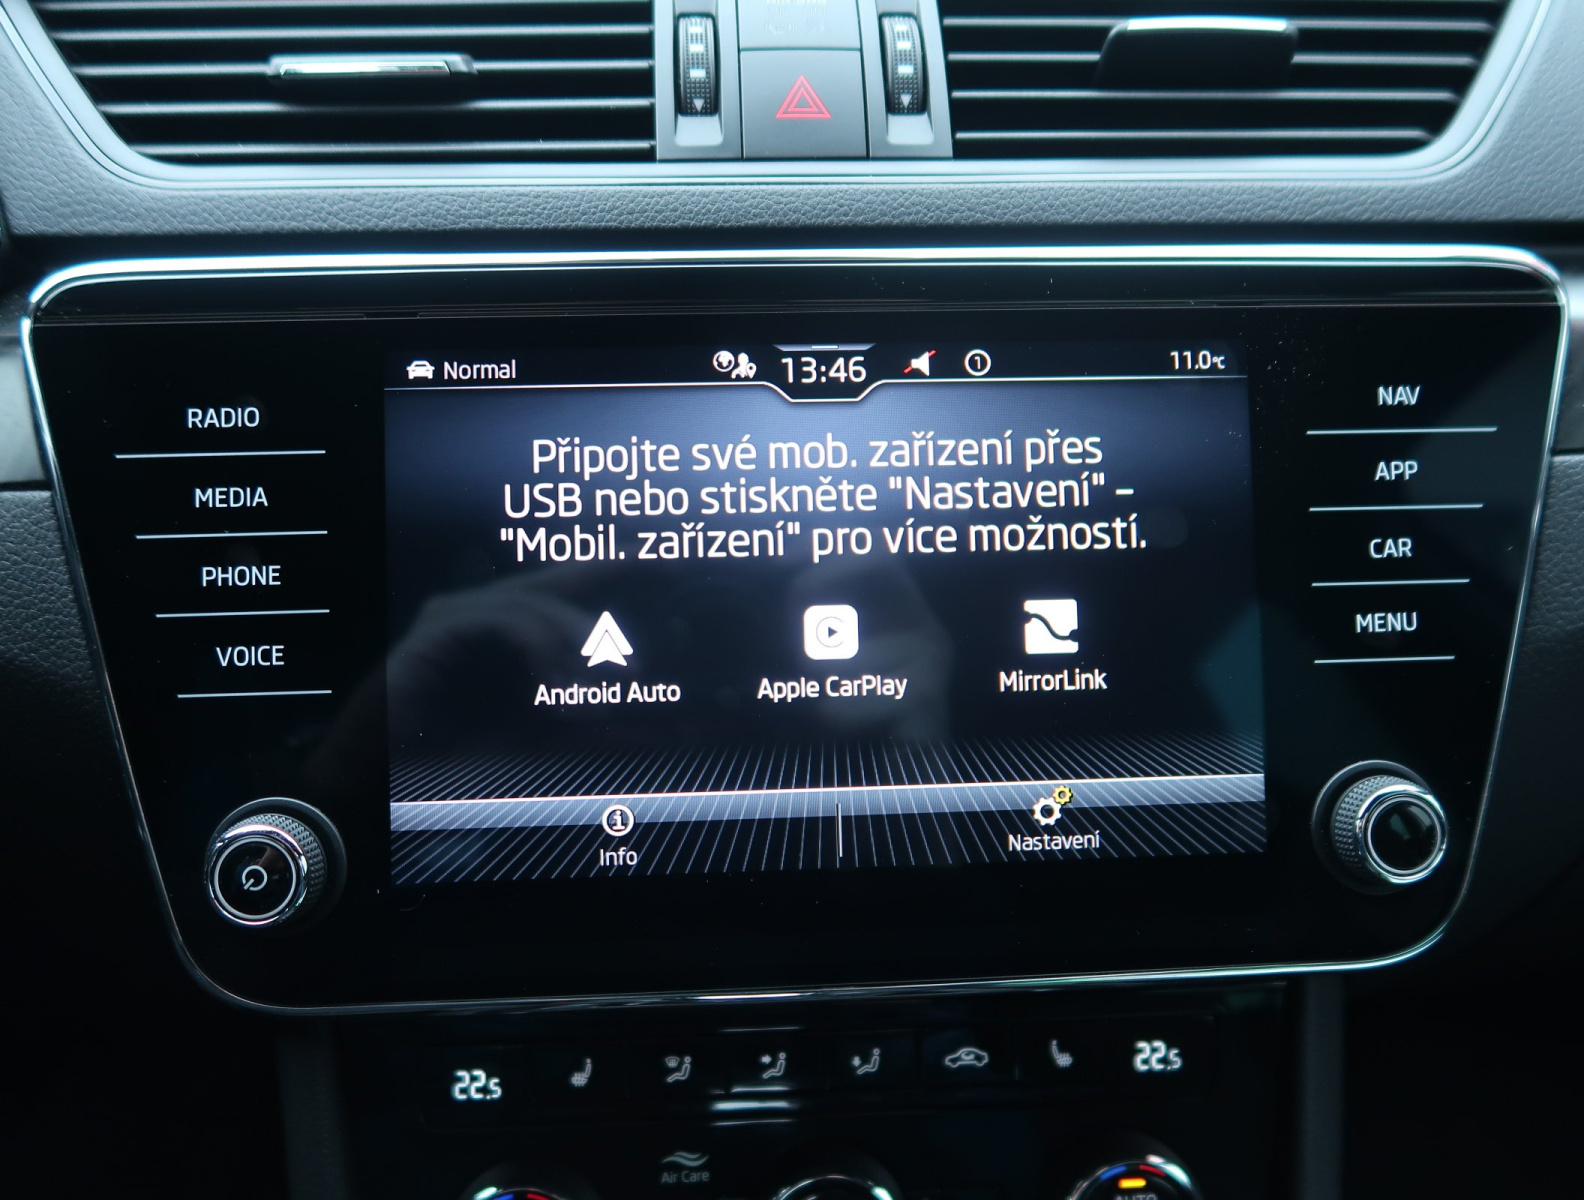 Normal
13:46
1
11.0°C
RADIO
MEDIA
PHONE
VOICE
Připojte své mob. zařízení přes
USB nebo stiskněte "Nastavení" –
"Mobil. zařízení" pro více možností.
Android Auto
Apple CarPlay
MirrorLink
Info
Nastavení
NAV
APP
CAR
MENU
22.5
22.5
Air Care
AUTO